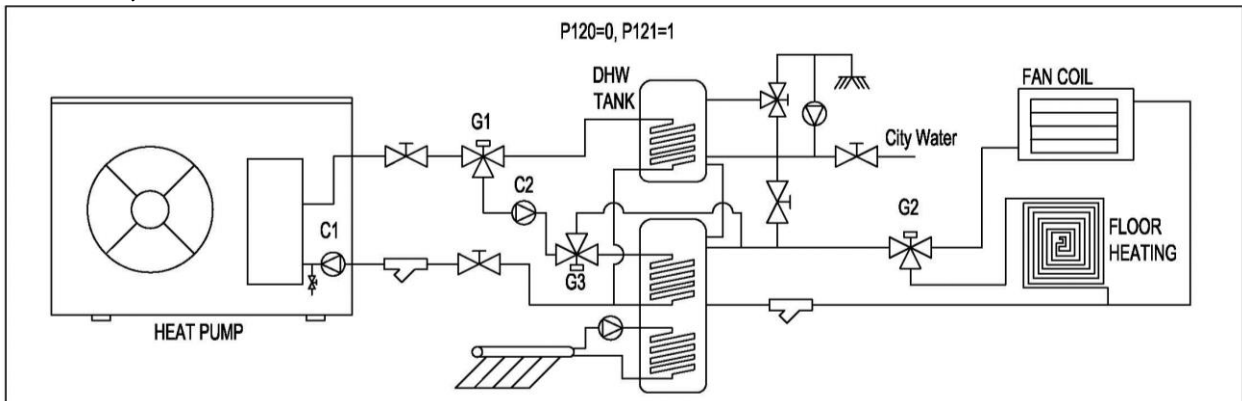 P120=0, P121=1
DHW
TANK
FAN COIL
G1
City Water
C2
G2
C1
FLOOR
HEATING
G3
HEAT PUMP